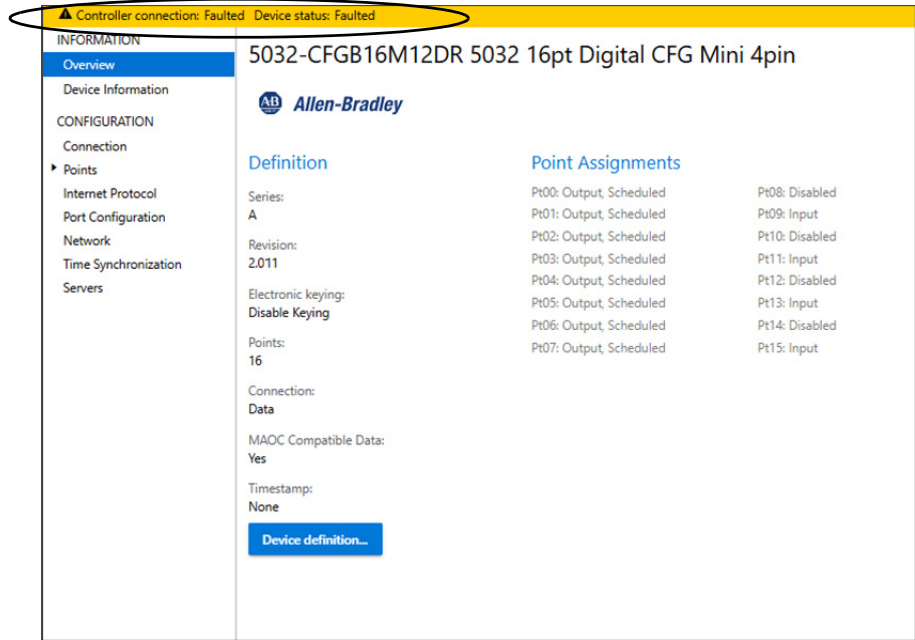 Controller connection: Faulted Device status: Faulted
INFORMATION
Overview
Device Information
CONFIGURATION
Connection
Points
Internet Protocol
Port Configuration
Network
Time Synchronization
Servers
5032-CFGB16M12DR 5032 16pt Digital CFG Mini 4pin
AB Allen-Bradley
Definition
Series:
A
Revision:
2.011
Electronic keying:
Disable Keying
Points:
16
Connection:
Data
MAOC Compatible Data:
Yes
Timestamp:
None
Device definition...
Point Assignments
Pt00: Output, Scheduled
Pt01: Output, Scheduled
Pt02: Output, Scheduled
Pt03: Output, Scheduled
Pt04: Output, Scheduled
Pt05: Output, Scheduled
Pt06: Output, Scheduled
Pt07: Output, Scheduled
Pt08: Disabled
Pt09: Input
Pt10: Disabled
Pt11: Input
Pt12: Disabled
Pt13: Input
Pt14: Disabled
Pt15: Input